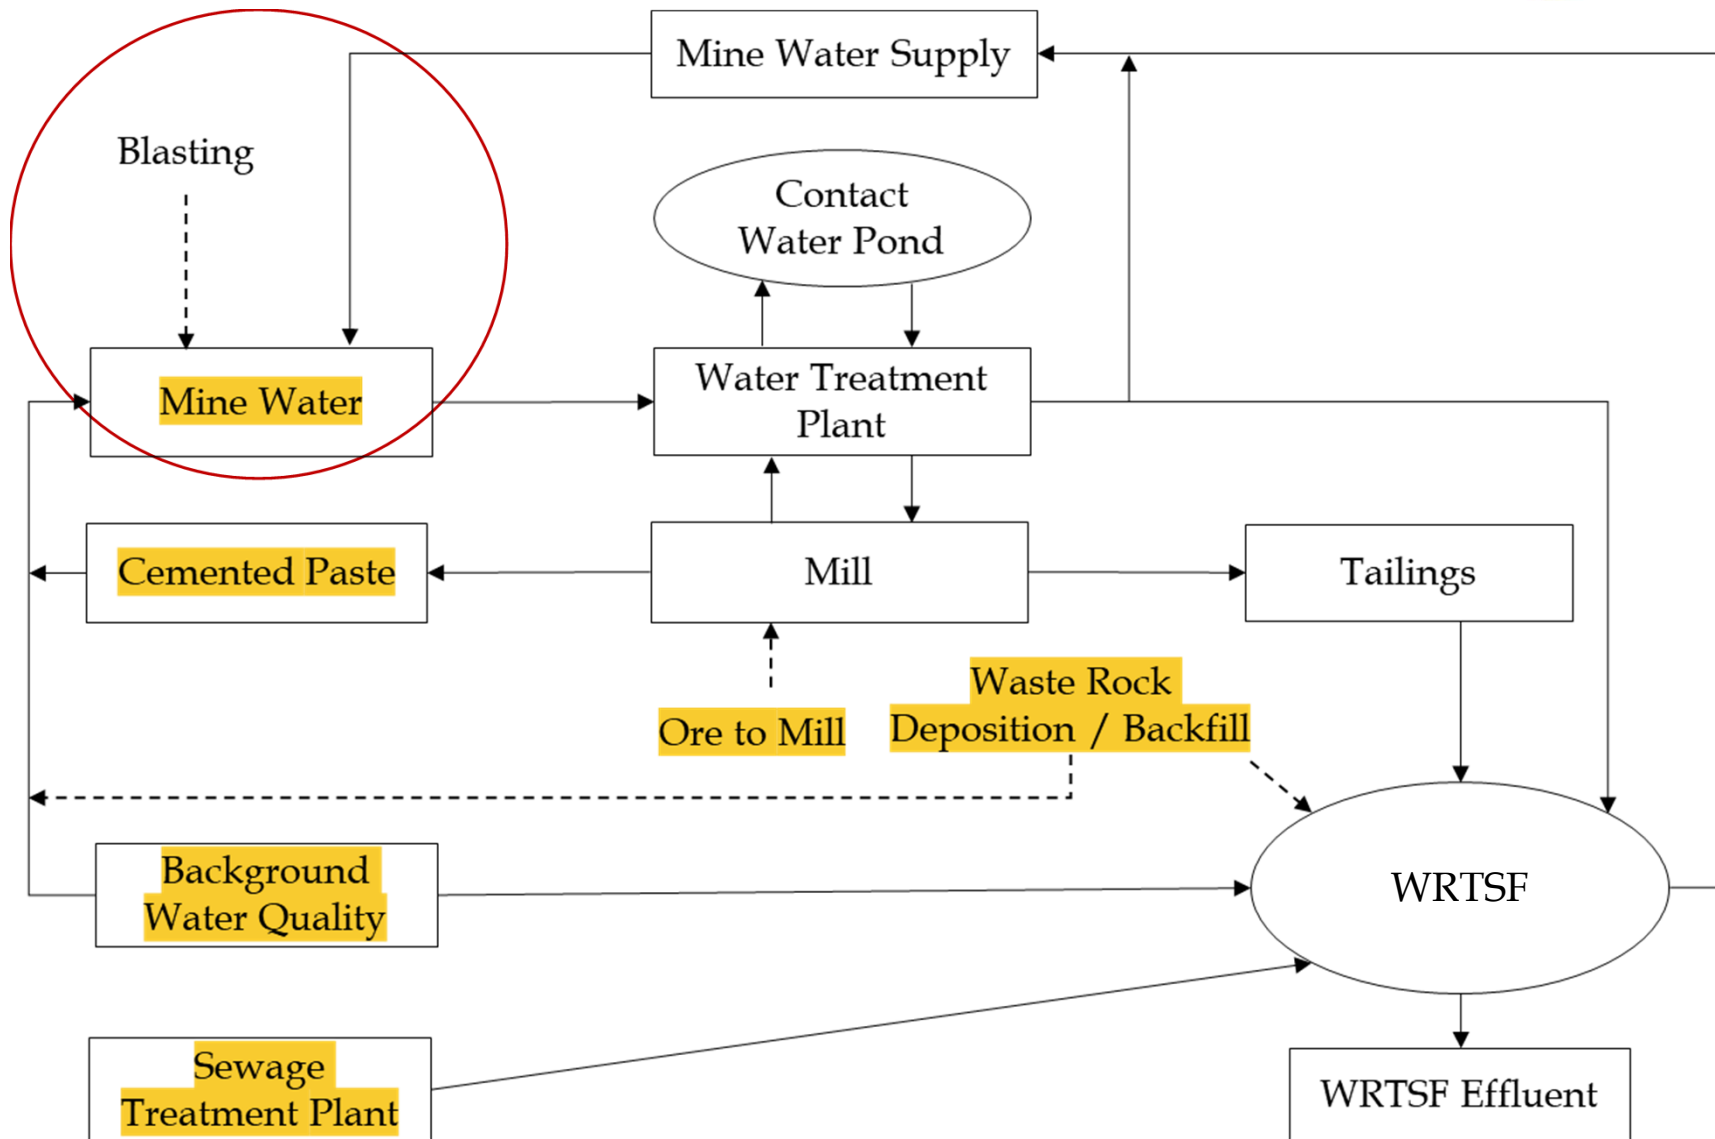 Mine Water Supply
Blasting
Contact
Water Pond
Mine Water
Water Treatment
Plant
Cemented Paste
Mill
Tailings
Ore to Mill
Waste Rock
Deposition / Backfill
Background
Water Quality
WRTSF
Sewage
Treatment Plant
WRTSF Effluent